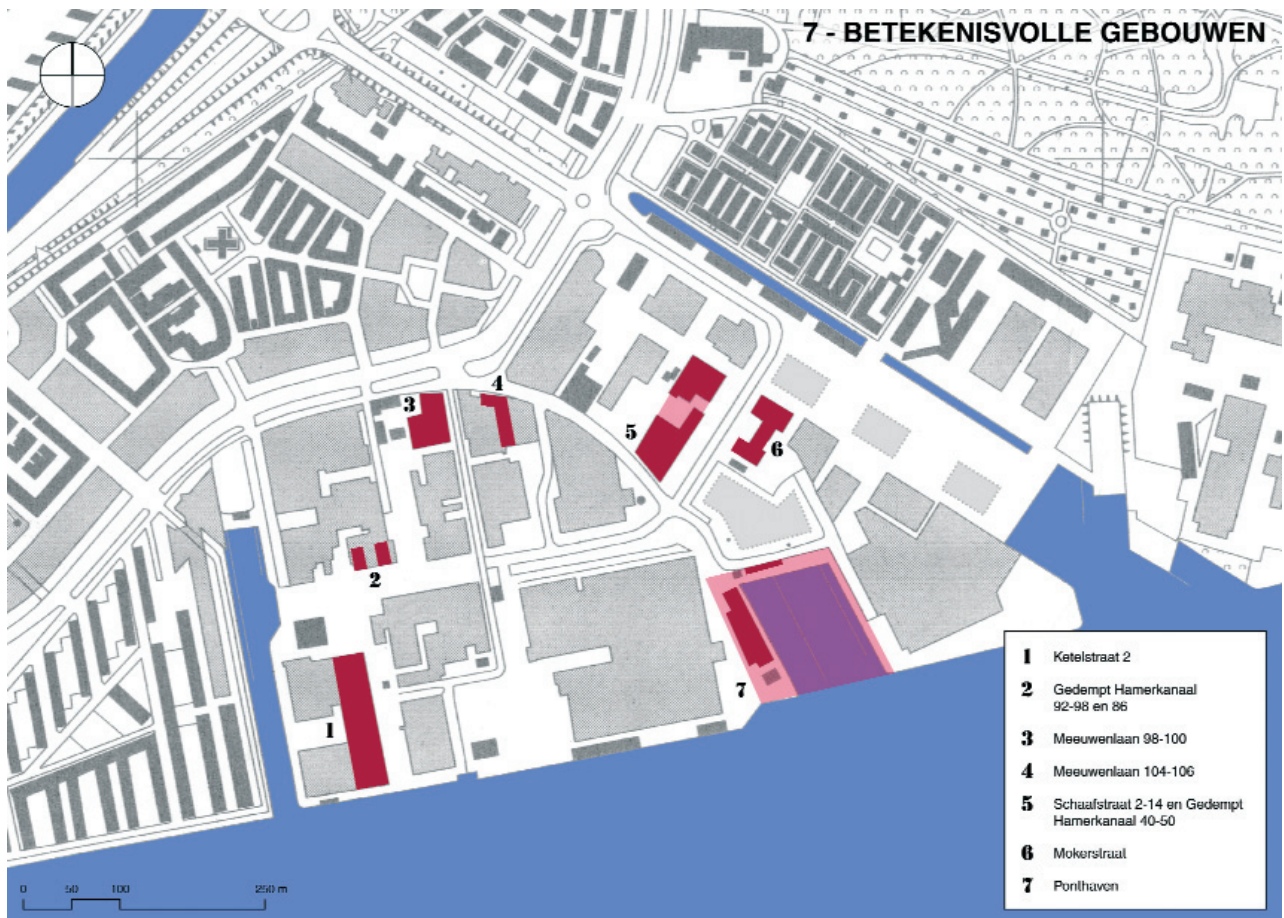 7 - BETEKENISVOLLE GEBOUWEN
4
3
5
6
2
7
1
1 Ketelstraat 2
2 Gedempt Hamerkanaal
92-98 en 86
3 Meeuwenlaan 98-100
4 Meeuwenlaan 104-106
5 Schaafstraat 2-14 en Gedempt
Hamerkanaal 40-50
6 Mokerstraat
7 Ponthaven
0 50 100 250 m